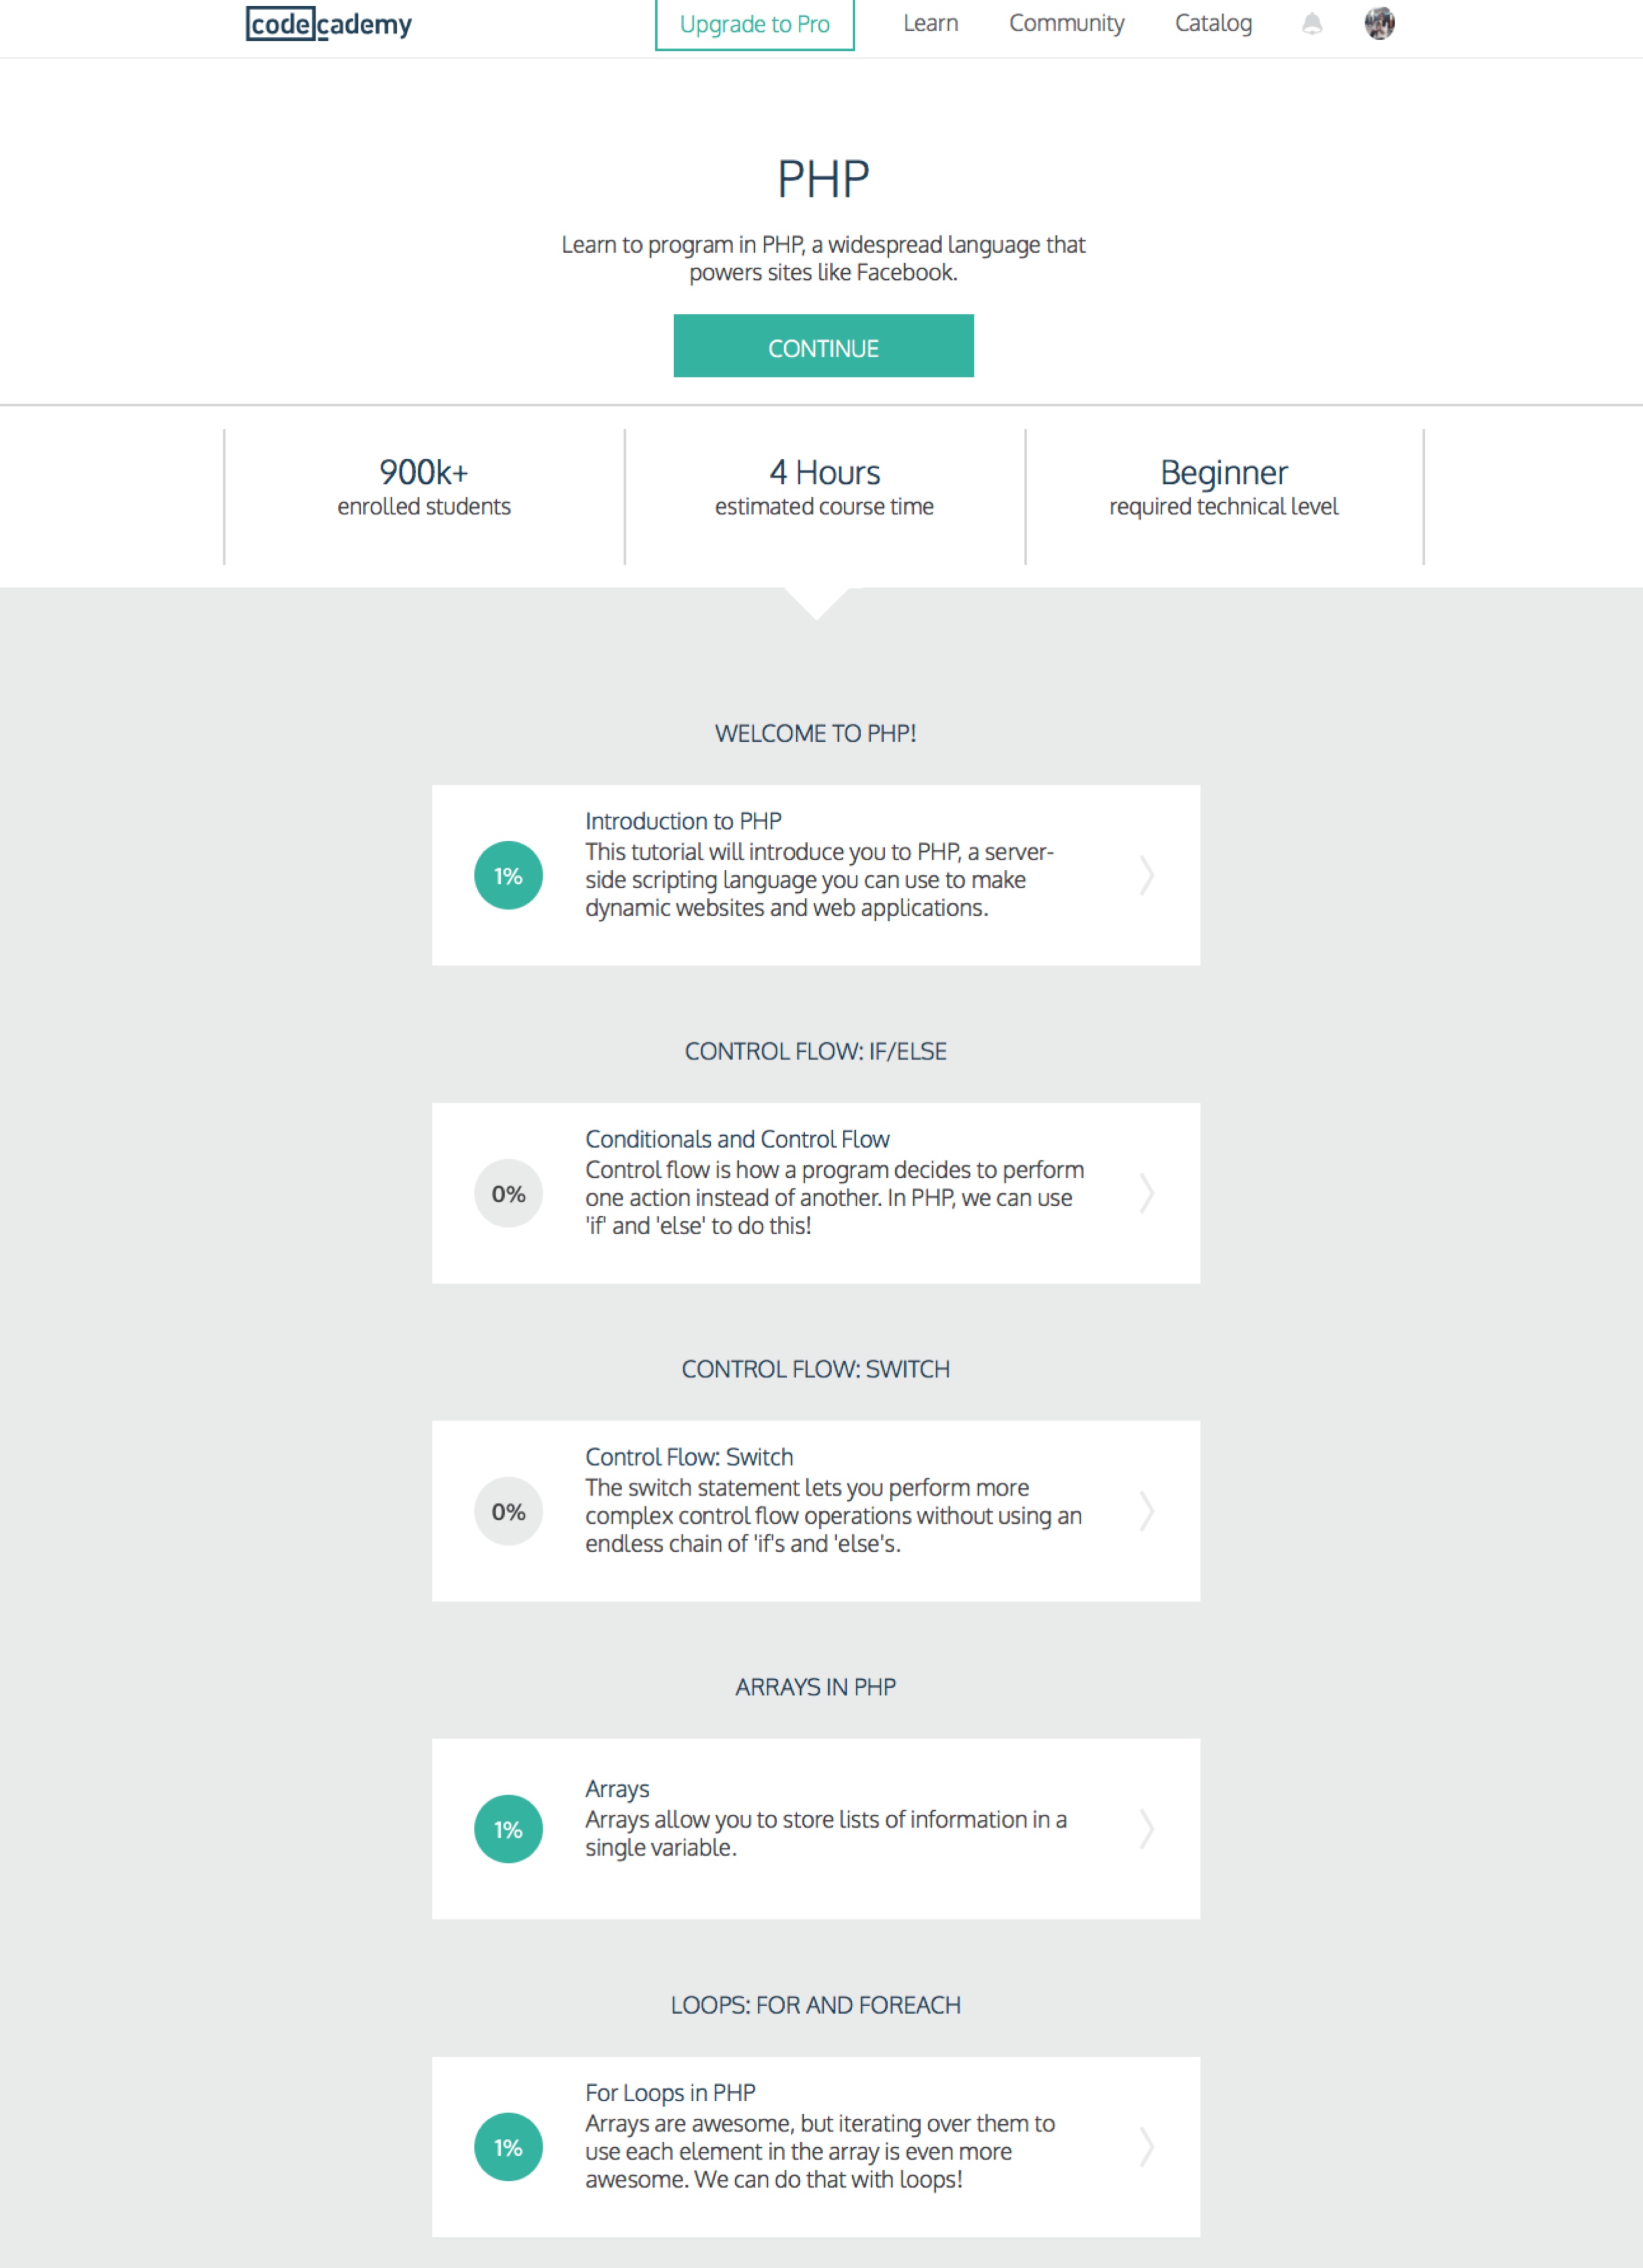 codecademy
Upgrade to Pro
Learn
Community
Catalog
PHP
Learn to program in PHP, a widespread language that
powers sites like Facebook.
CONTINUE
900k+
enrolled students
4 Hours
estimated course time
Beginner
required technical level
WELCOME TO PHP!
Introduction to PHP
This tutorial will introduce you to PHP, a server-
side scripting language you can use to make
dynamic websites and web applications.
1%
CONTROL FLOW: IF/ELSE
Conditionals and Control Flow
Control flow is how a program decides to perform
one action instead of another. In PHP, we can use
'if' and 'else' to do this!
0%
CONTROL FLOW: SWITCH
Control Flow: Switch
The switch statement lets you perform more
complex control flow operations without using an
endless chain of 'if's and 'else's.
0%
ARRAYS IN PHP
Arrays
Arrays allow you to store lists of information in a
single variable.
1%
LOOPS: FOR AND FOREACH
For Loops in PHP
Arrays are awesome, but iterating over them to
use each element in the array is even more
awesome. We can do that with loops!
1%